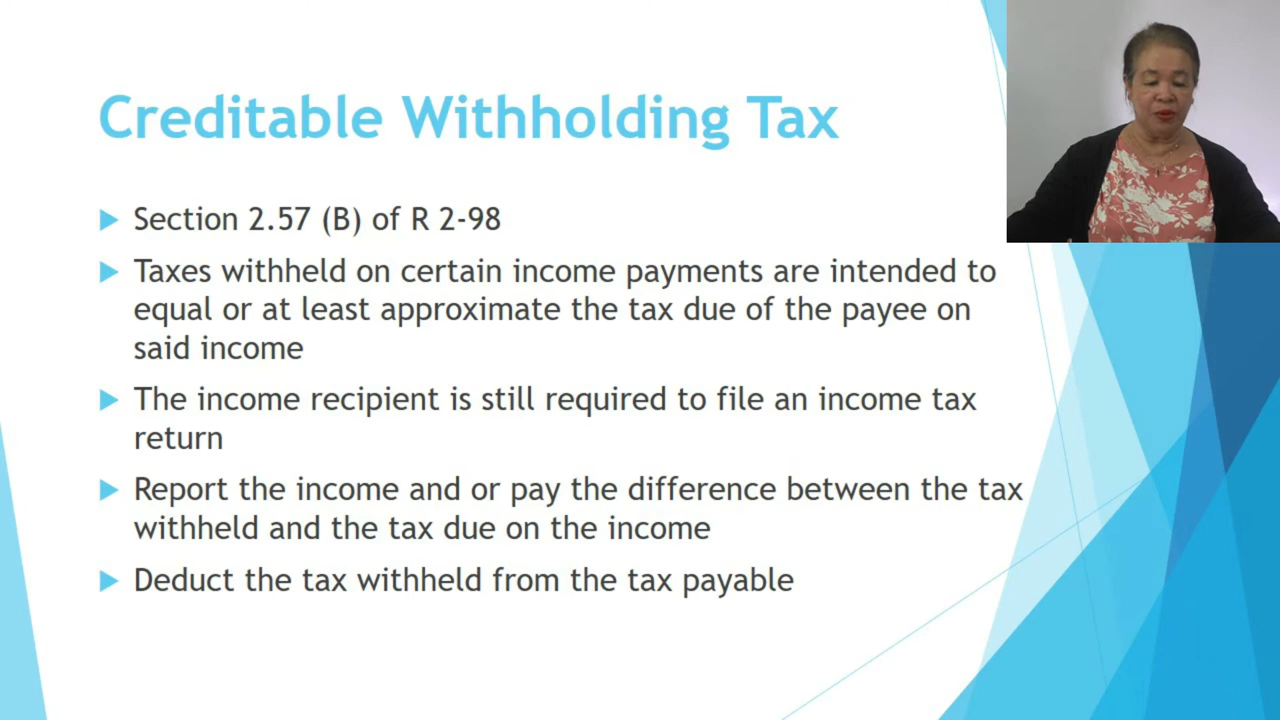 Creditable Withholding Tax
Section 2.57 (B) of R 2-98
Taxes withheld on certain income payments are intended to
equal or at least approximate the tax due of the payee on
said income
The income recipient is still required to file an income tax
return
Report the income and or pay the difference between the tax
withheld and the tax due on the income
Deduct the tax withheld from the tax payable